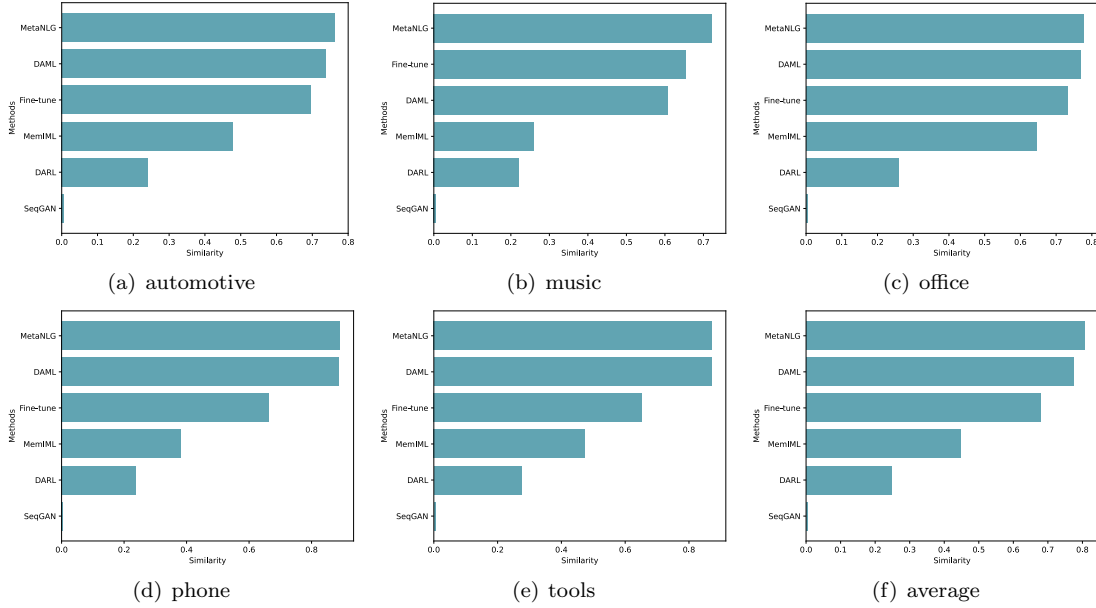 MetaNLG
DAML
Fine-tune
MemIML
DARL
SeqGAN
Methods
0.0 0.1 0.2 0.3 0.4 0.5 0.6 0.7 0.8
Similarity
(a) automotive
MetaNLG
Fine-tune
DAML
MemIML
DARL
SeqGAN
Methods
0.0 0.1 0.2 0.3 0.4 0.5 0.6 0.7
Similarity
(b) music
MetaNLG
DAML
Fine-tune
MemIML
DARL
SeqGAN
Methods
0.0 0.1 0.2 0.3 0.4 0.5 0.6 0.7 0.8
Similarity
(c) office
MetaNLG
DAML
Fine-tune
MemIML
DARL
SeqGAN
Methods
0.0 0.2 0.4 0.6 0.8
Similarity
(d) phone
MetaNLG
DAML
Fine-tune
MemIML
DARL
SeqGAN
Methods
0.0 0.2 0.4 0.6 0.8
Similarity
(e) tools
MetaNLG
DAML
Fine-tune
MemIML
DARL
SeqGAN
Methods
0.0 0.1 0.2 0.3 0.4 0.5 0.6 0.7 0.8
Similarity
(f) average